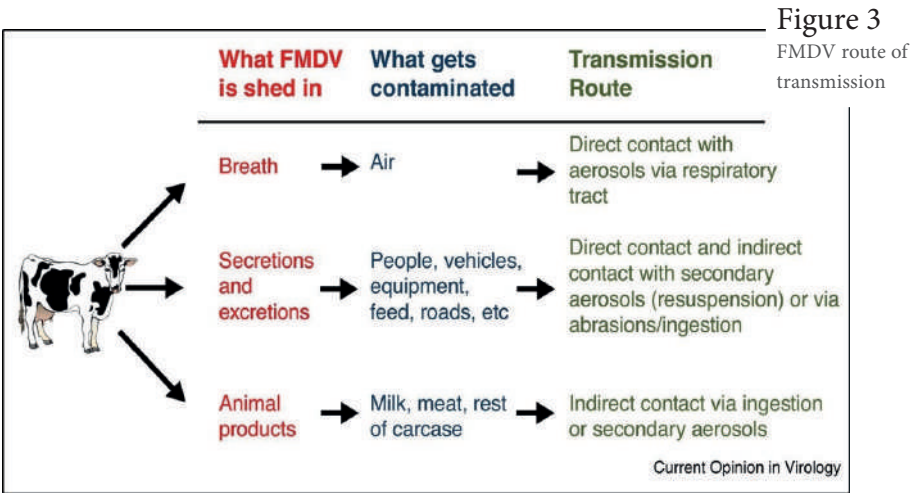 Figure 3
FMDV route of
transmission
What FMDV
is shed in
What gets
contaminated
Transmission
Route
Breath
Air
Direct contact with
aerosols via respiratory
tract
Secretions
and
excretions
People, vehicles,
equipment,
feed, roads, etc
Direct contact and indirect
contact with secondary
aerosols (resuspension) or via
abrasions/ingestion
Animal
products
Milk, meat, rest
of carcase
Indirect contact via ingestion
or secondary aerosols
Current Opinion in Virology